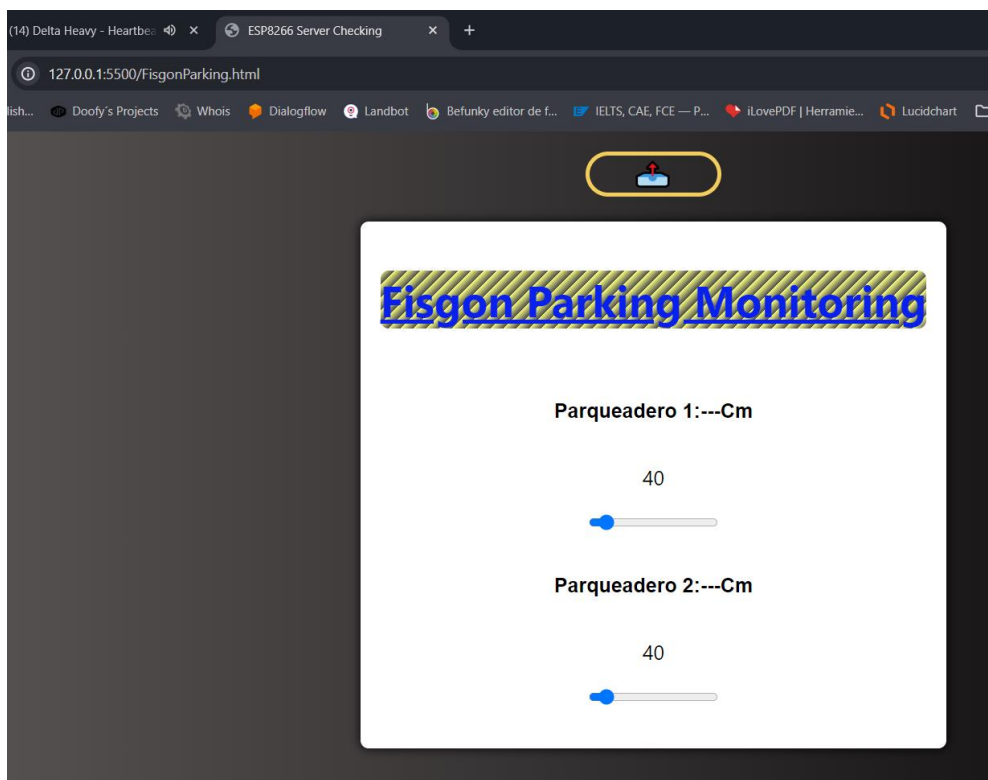 (14) Delta Heavy - Heartbea
ESP8266 Server Checking
127.0.0.1:5500/FisgonParking.html
lish... Doofy´s Projects Whois Dialogflow Landbot Befunky editor de f... IELTS, CAE, FCE — P... iLovePDF | Herramie... Lucidchart
Fisgon Parking Monitoring
Parqueadero 1:---Cm
40
Parqueadero 2:---Cm
40